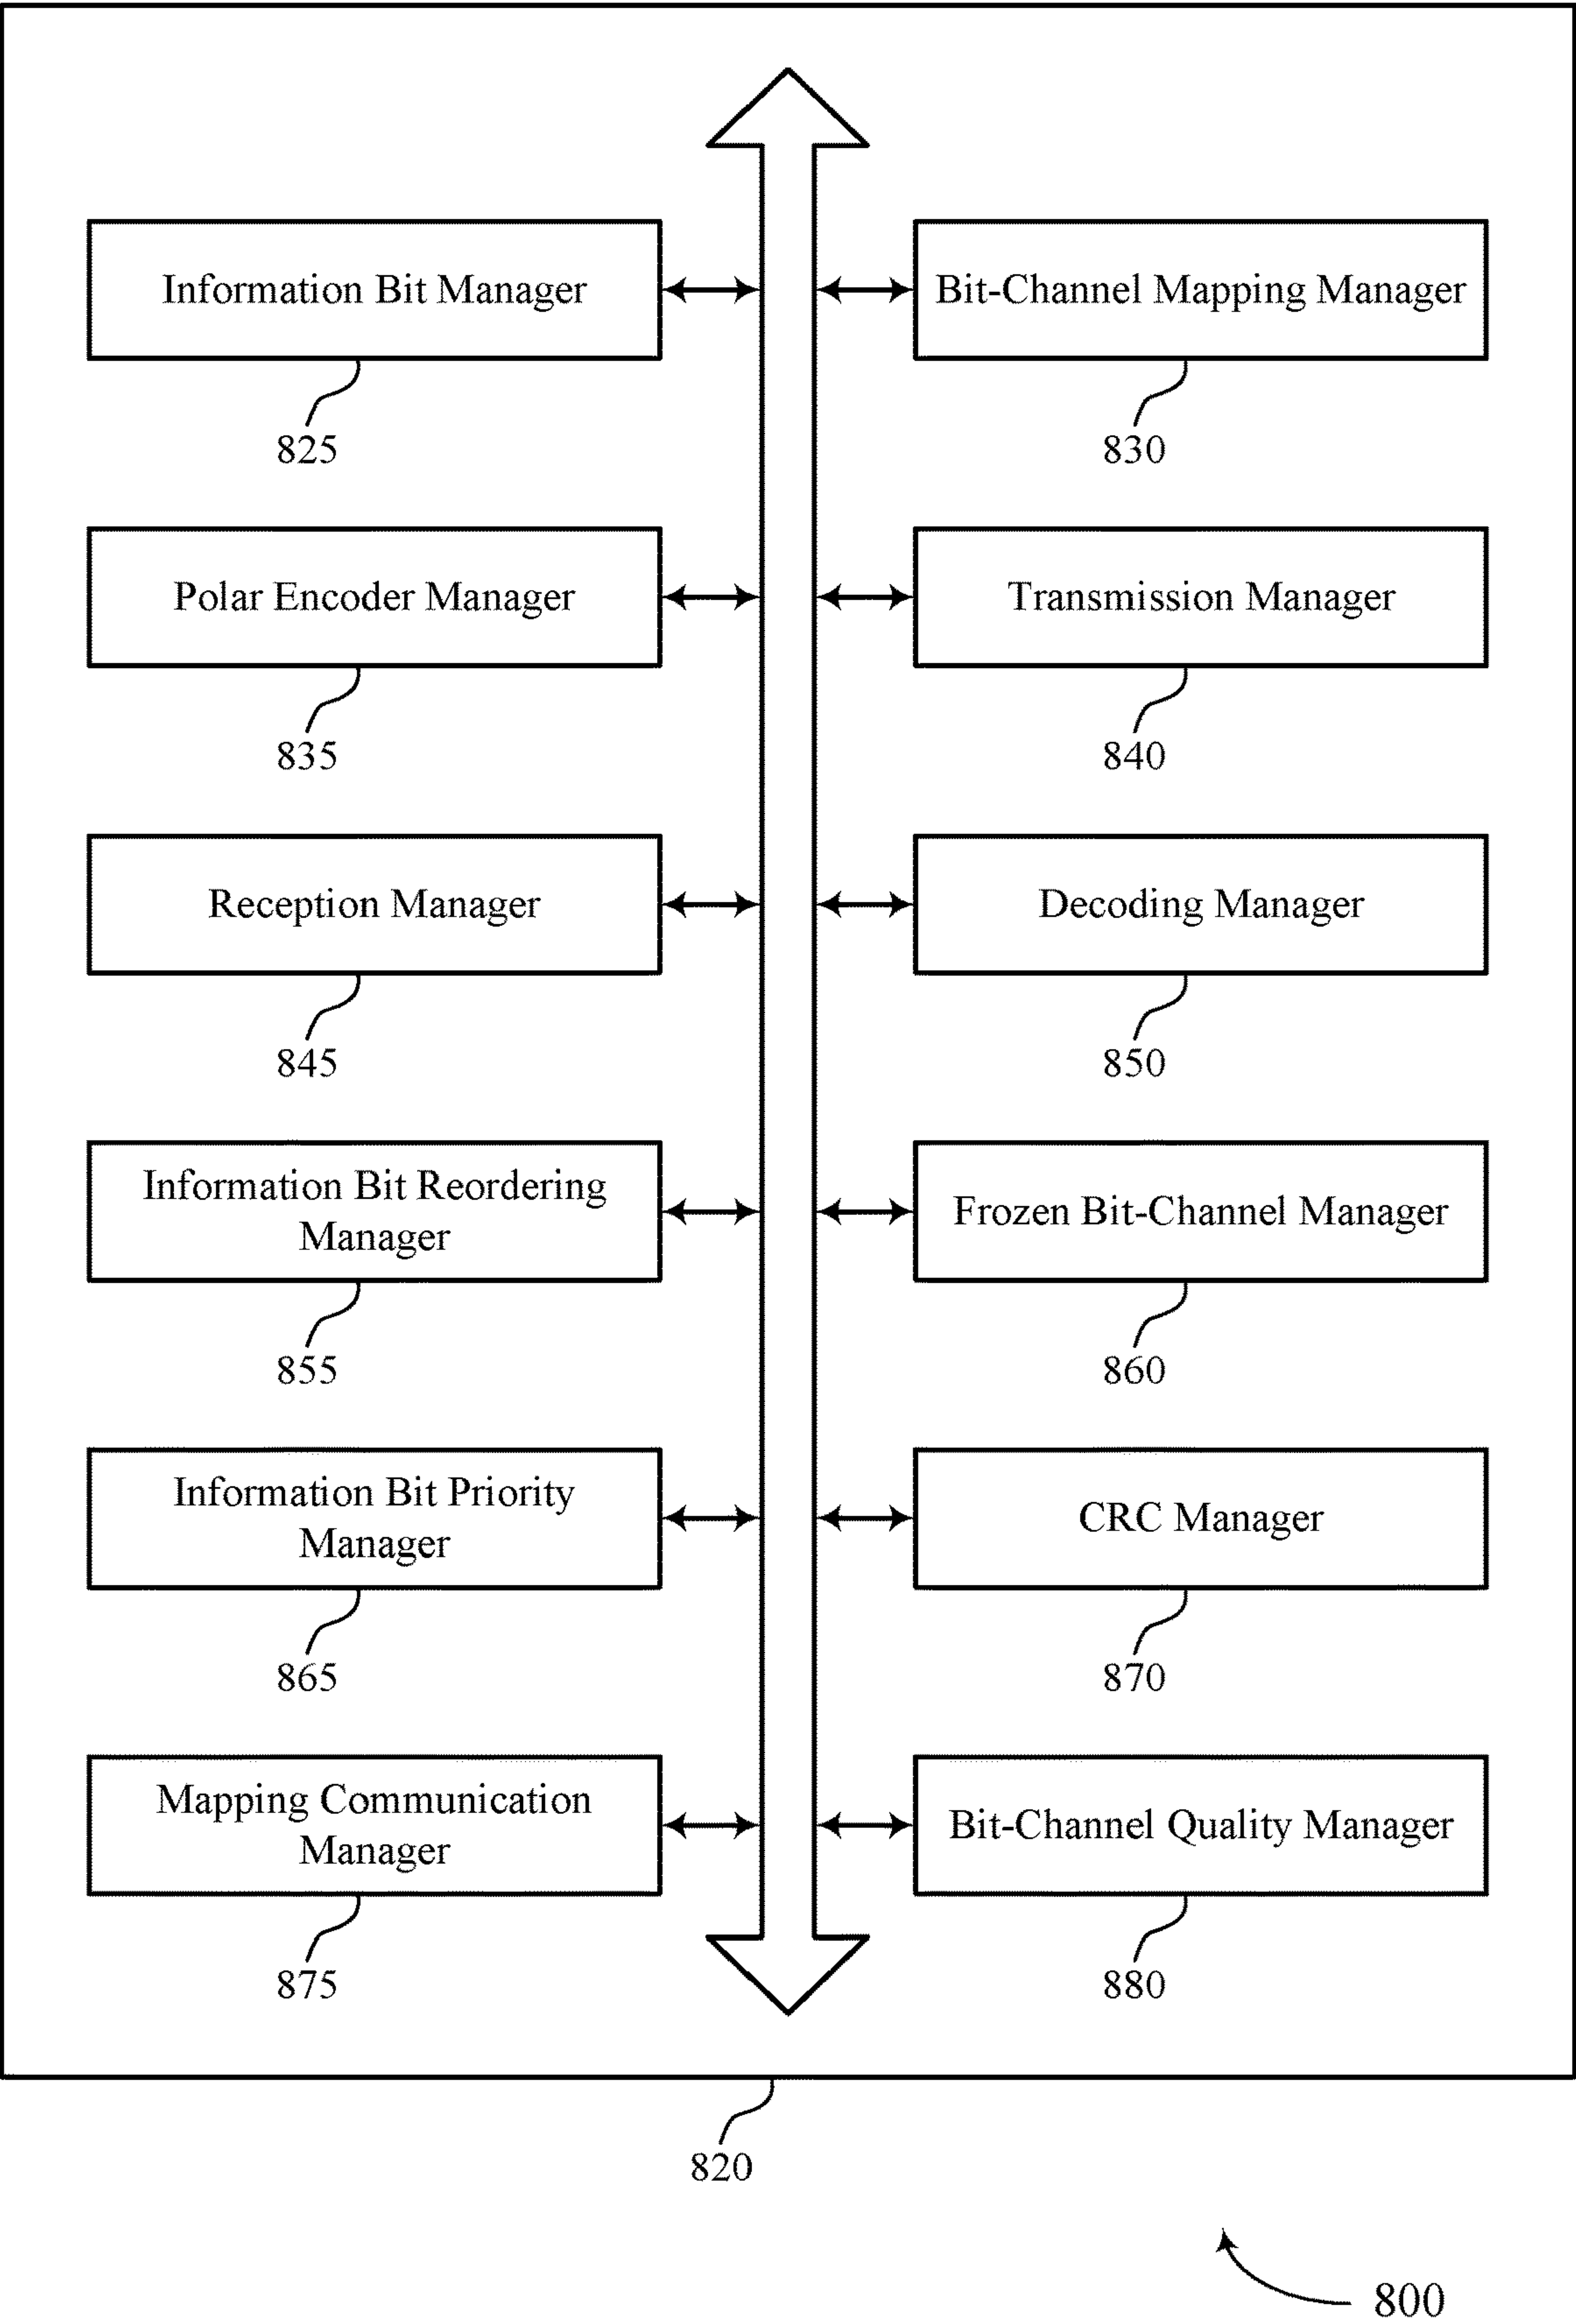 Information Bit Manager
825
Bit-Channel Mapping Manager
830
Polar Encoder Manager
835
Transmission Manager
840
Reception Manager
845
Decoding Manager
850
Information Bit Reordering
Manager
855
Frozen Bit-Channel Manager
860
Information Bit Priority
Manager
865
CRC Manager
870
Mapping Communication
Manager
875
Bit-Channel Quality Manager
880
820
800